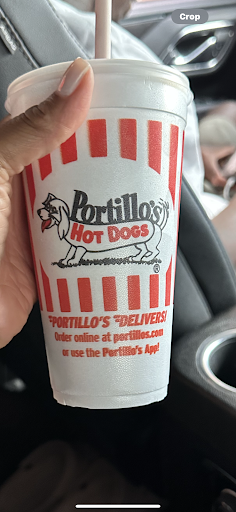 Crop
Portillo's
HOT DOGS
®
PORTILLO'S DELIVERS!
Order online at portillos.com
or use the Portillo's App!